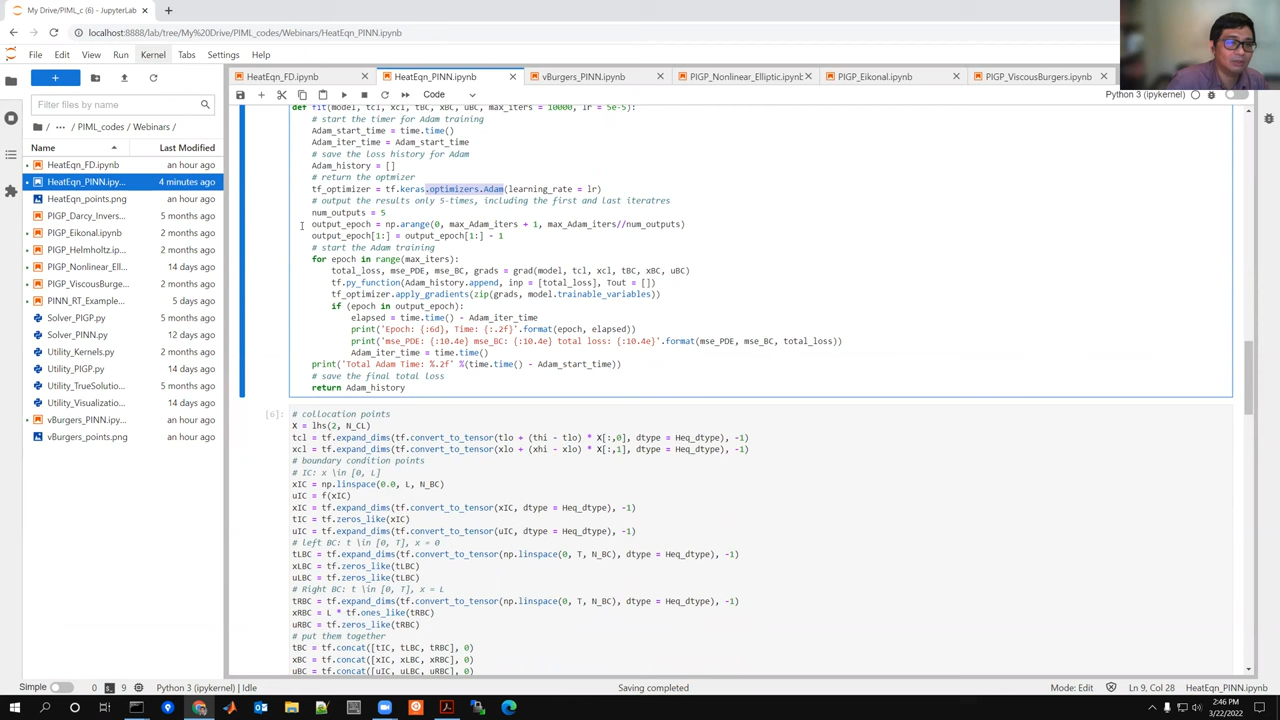 My Drive/PIML_c (6) - JupyterLab
localhost:8888/lab/tree/My%20Drive/PIML_codes/Webinars/HeatEqn_PINN.ipynb
File Edit View Run Kernel Tabs Settings Help
HeatEqn_FD.ipynb HeatEqn_PINN.ipynb vBurgers_PINN.ipynb PIGP_Nonlinear_Elliptic.ipynb PIGP_Eikonal.ipynb PIGP_ViscousBurgers.ipynb
Code
Python 3 (ipykernel)
Filter files by name
/ ··· / PIML_codes / Webinars /
Name Last Modified
HeatEqn_FD.ipynb an hour ago
HeatEqn_PINN.ipy... 4 minutes ago
HeatEqn_points.png an hour ago
PIGP_Darcy_Invers... 5 months ago
PIGP_Eikonal.ipynb 2 months ago
PIGP_Helmholtz.ip... 2 months ago
PIGP_Nonlinear_Ell... 14 days ago
PIGP_ViscousBurge... 2 months ago
PINN_RT_Example... 5 days ago
Solver_PIGP.py 5 months ago
Solver_PINN.py 12 days ago
Utility_Kernels.py 2 months ago
Utility_PIGP.py 14 days ago
Utility_TrueSolutio... 5 months ago
Utility_Visualizatio... 14 days ago
vBurgers_PINN.ipy... an hour ago
vBurgers_points.png an hour ago
def fit(model, tcl, xcl, tBC, xBC, uBC, max_iters = 10000, lr = 5e-5):
# start the timer for Adam training
Adam_start_time = time.time()
Adam_iter_time = Adam_start_time
# save the loss history for Adam
Adam_history = []
# return the optmizer
tf_optimizer = tf.keras.optimizers.Adam(learning_rate = lr)
# output the results only 5-times, including the first and last iteratres
num_outputs = 5
output_epoch = np.arange(0, max_Adam_iters + 1, max_Adam_iters//num_outputs)
output_epoch[1:] = output_epoch[1:] - 1
# start the Adam training
for epoch in range(max_iters):
total_loss, mse_PDE, mse_BC, grads = grad(model, tcl, xcl, tBC, xBC, uBC)
tf.py_function(Adam_history.append, inp = [total_loss], Tout = [])
tf_optimizer.apply_gradients(zip(grads, model.trainable_variables))
if (epoch in output_epoch):
elapsed = time.time() - Adam_iter_time
print('Epoch: {:6d}, Time: {:.2f}'.format(epoch, elapsed))
print('mse_PDE: {:10.4e} mse_BC: {:10.4e} total loss: {:10.4e}'.format(mse_PDE, mse_BC, total_loss))
Adam_iter_time = time.time()
print('Total Adam Time: %.2f' %(time.time() - Adam_start_time))
# save the final total loss
return Adam_history
[6]:
# collocation points
X = lhs(2, N_CL)
tcl = tf.expand_dims(tf.convert_to_tensor(tlo + (thi - tlo) * X[:,0], dtype = Heq_dtype), -1)
xcl = tf.expand_dims(tf.convert_to_tensor(xlo + (xhi - xlo) * X[:,1], dtype = Heq_dtype), -1)
# boundary condition points
# IC: x \in [0, L]
xIC = np.linspace(0.0, L, N_BC)
uIC = f(xIC)
xIC = tf.expand_dims(tf.convert_to_tensor(xIC, dtype = Heq_dtype), -1)
tIC = tf.zeros_like(xIC)
uIC = tf.expand_dims(tf.convert_to_tensor(uIC, dtype = Heq_dtype), -1)
# left BC: t \in [0, T], x = 0
tLBC = tf.expand_dims(tf.convert_to_tensor(np.linspace(0, T, N_BC), dtype = Heq_dtype), -1)
xLBC = tf.zeros_like(tLBC)
uLBC = tf.zeros_like(tLBC)
# Right BC: t \in [0, T], x = L
tRBC = tf.expand_dims(tf.convert_to_tensor(np.linspace(0, T, N_BC), dtype = Heq_dtype), -1)
xRBC = L * tf.ones_like(tRBC)
uRBC = tf.zeros_like(tRBC)
# put them together
tBC = tf.concat([tIC, tLBC, tRBC], 0)
xBC = tf.concat([xIC, xLBC, xRBC], 0)
uBC = tf.concat([uIC, uLBC, uRBC], 0)
Simple 0 9 Python 3 (ipykernel) | Idle Saving completed Mode: Edit Ln 9, Col 28 HeatEqn_PINN.ipynb
2:46 PM
3/22/2022